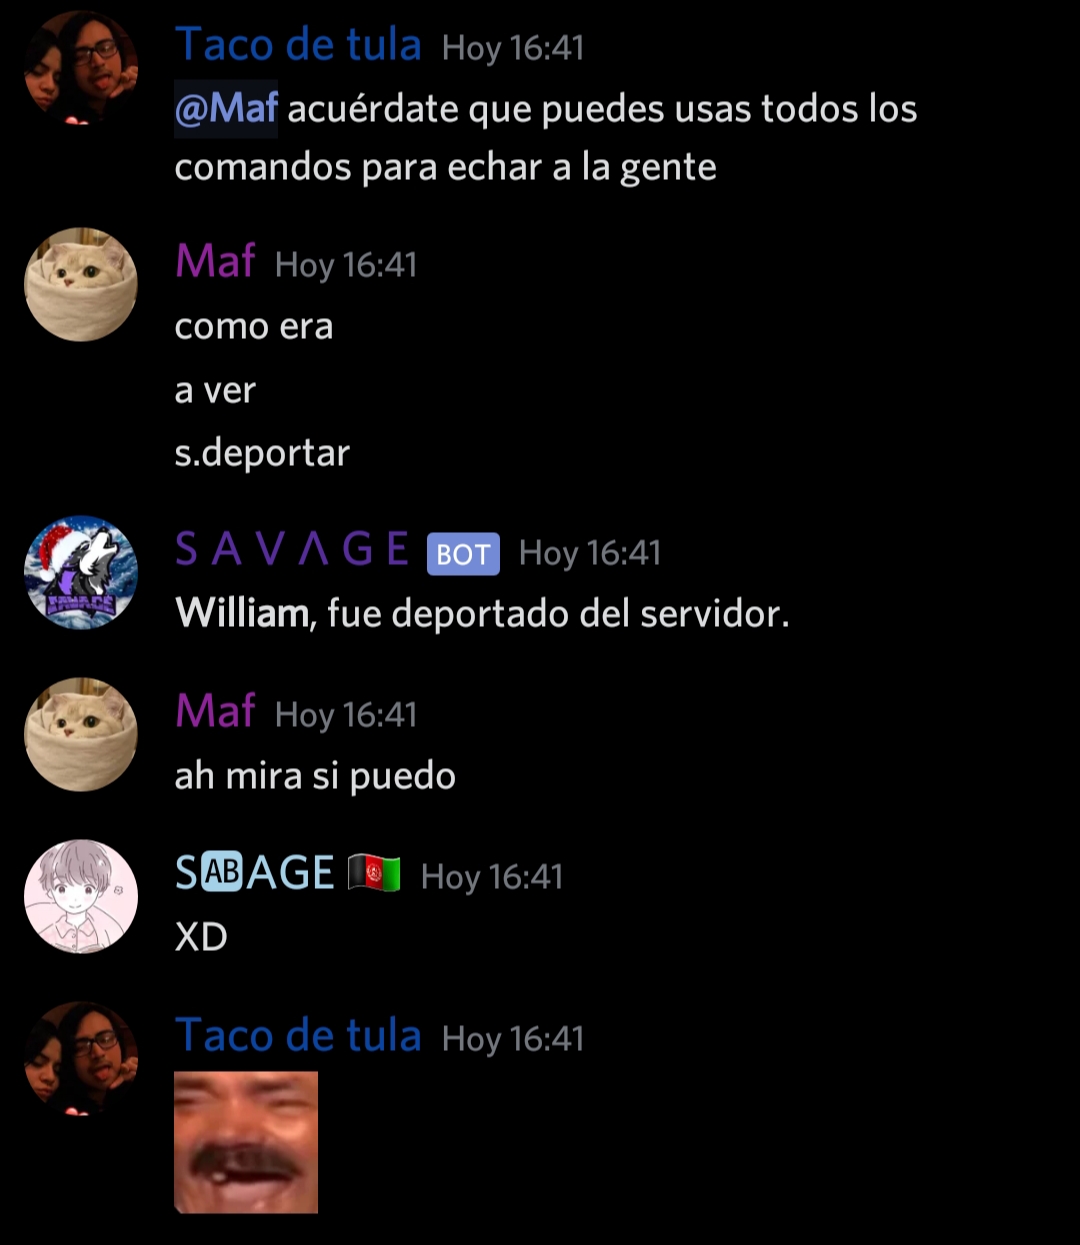 Taco de tula Hoy 16:41
@Maf acuérdate que puedes usas todos los
comandos para echar a la gente
Maf Hoy 16:41
como era
a ver
s.deportar
S A V Λ G E BOT Hoy 16:41
William, fue deportado del servidor.
Maf Hoy 16:41
ah mira si puedo
S🆎AGE 🇦🇫 Hoy 16:41
XD
Taco de tula Hoy 16:41